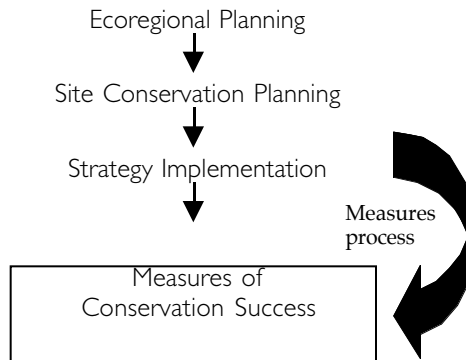 Ecoregional Planning
Site Conservation Planning
Strategy Implementation
Measures
process
Measures of
Conservation Success